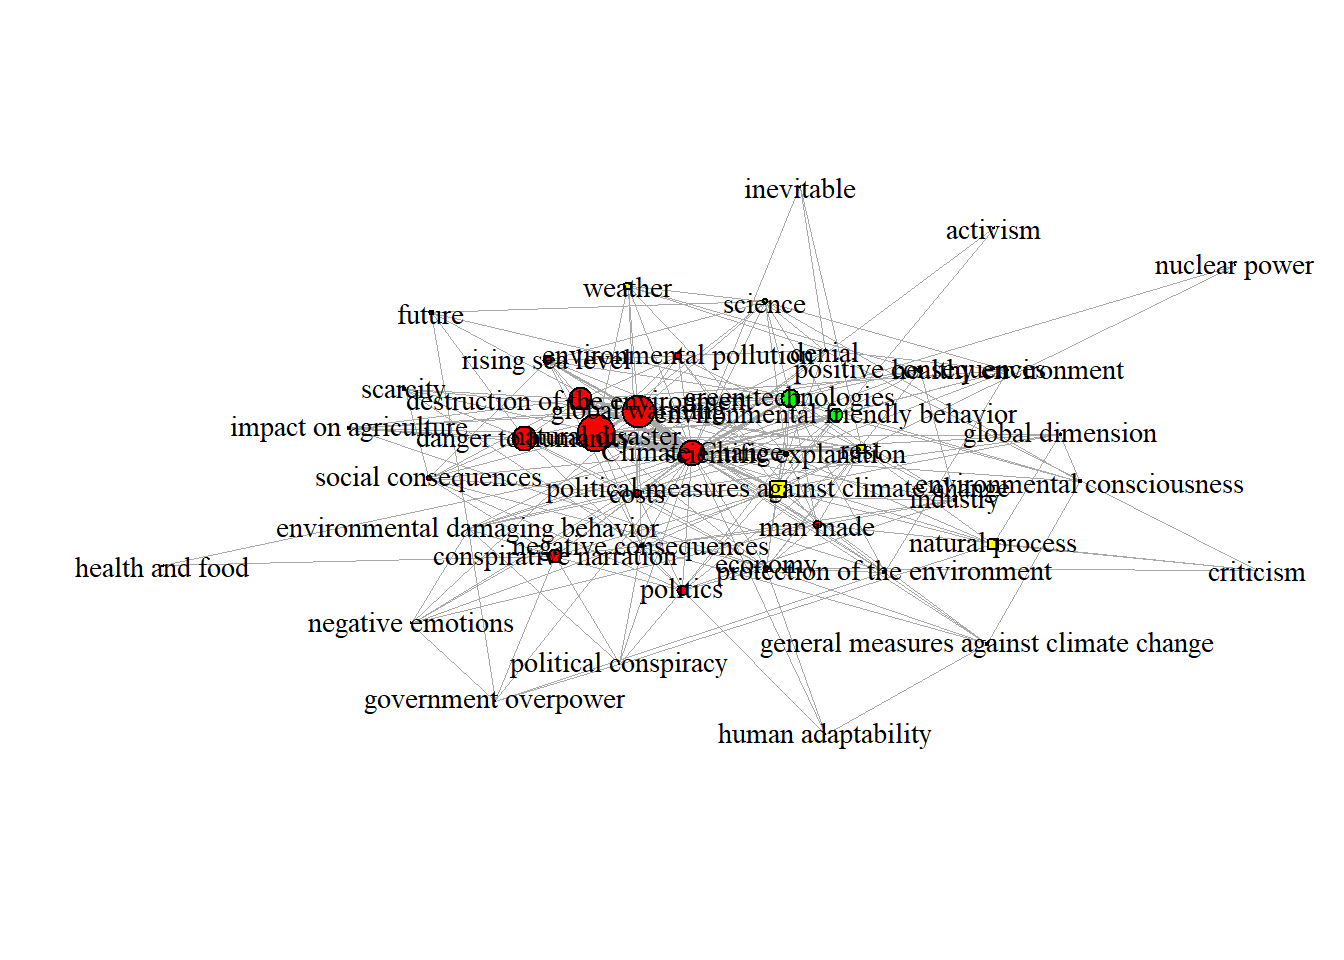 inevitable
activism
nuclear power
weather
science
future
rising sea level
environmental pollution
denial
positive consequences
healthy environment
scarcity
destruction of the environment
green technologies
global warming
environmental friendly behavior
impact on agriculture
danger to humans
natural disaster
global dimension
Climate Change
scientific explanation
rest
social consequences
political measures against climate change
environmental consciousness
costs
industry
environmental damaging behavior
man made
negative consequences
conspirative narration
natural process
economy
protection of the environment
health and food
criticism
politics
negative emotions
general measures against climate change
political conspiracy
government overpower
human adaptability